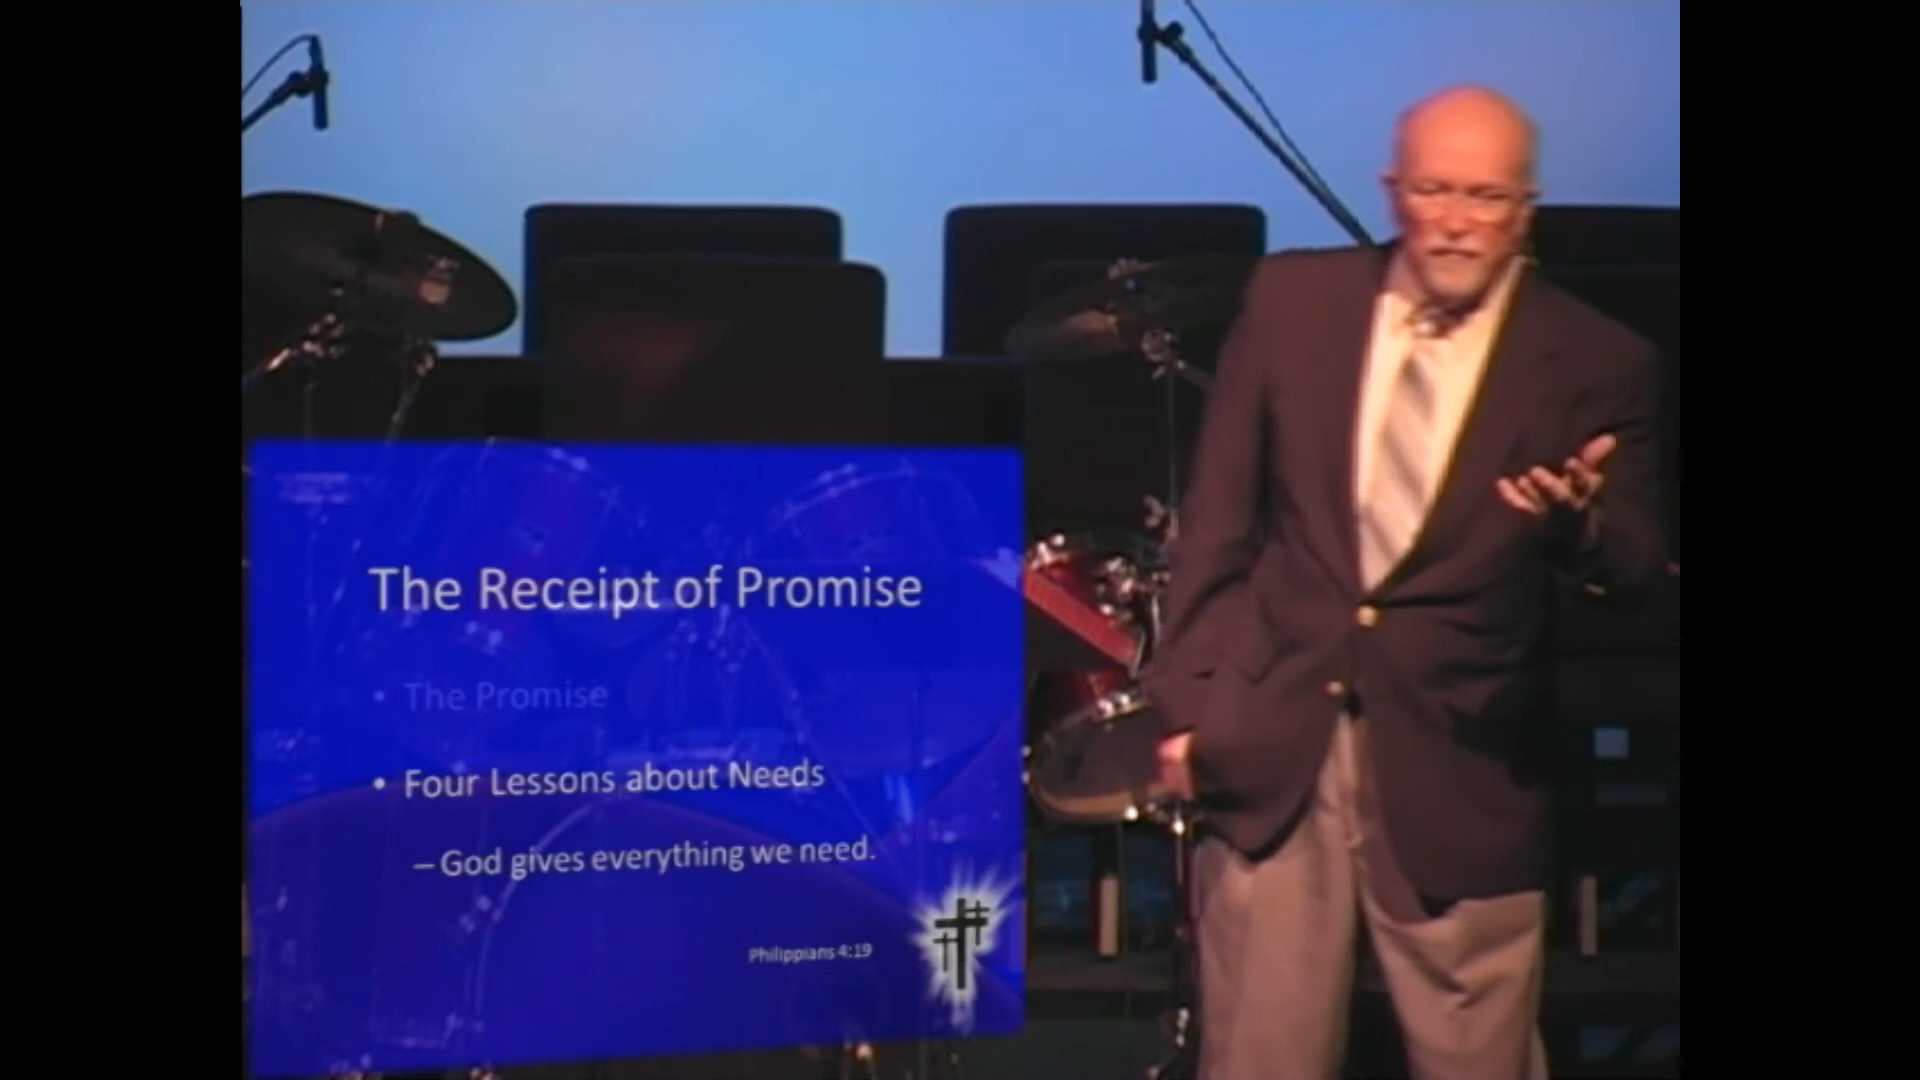 The Receipt of Promise
• The Promise
• Four Lessons about Needs
– God gives everything we need.
Philippians 4:19